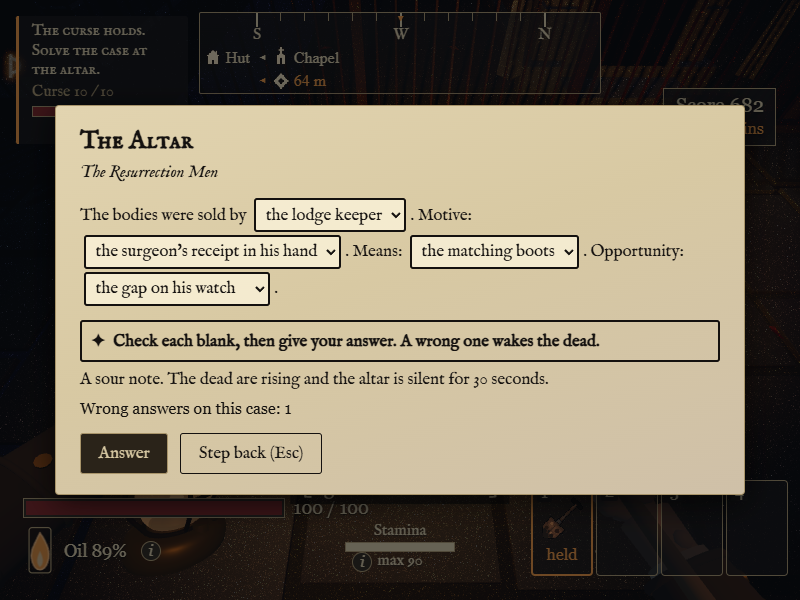 The curse holds.
Solve the case at
the altar.
Curse 10/10
S W N
Hut Chapel
64 m
Score 682
The Altar
The Resurrection Men
The bodies were sold by the lodge keeper . Motive:
the surgeon's receipt in his hand . Means: the matching boots . Opportunity:
the gap on his watch .
✦ Check each blank, then give your answer. A wrong one wakes the dead.
A sour note. The dead are rising and the altar is silent for 30 seconds.
Wrong answers on this case: 1
Answer Step back (Esc)
100 / 100
Stamina
max 90
Oil 89%
held